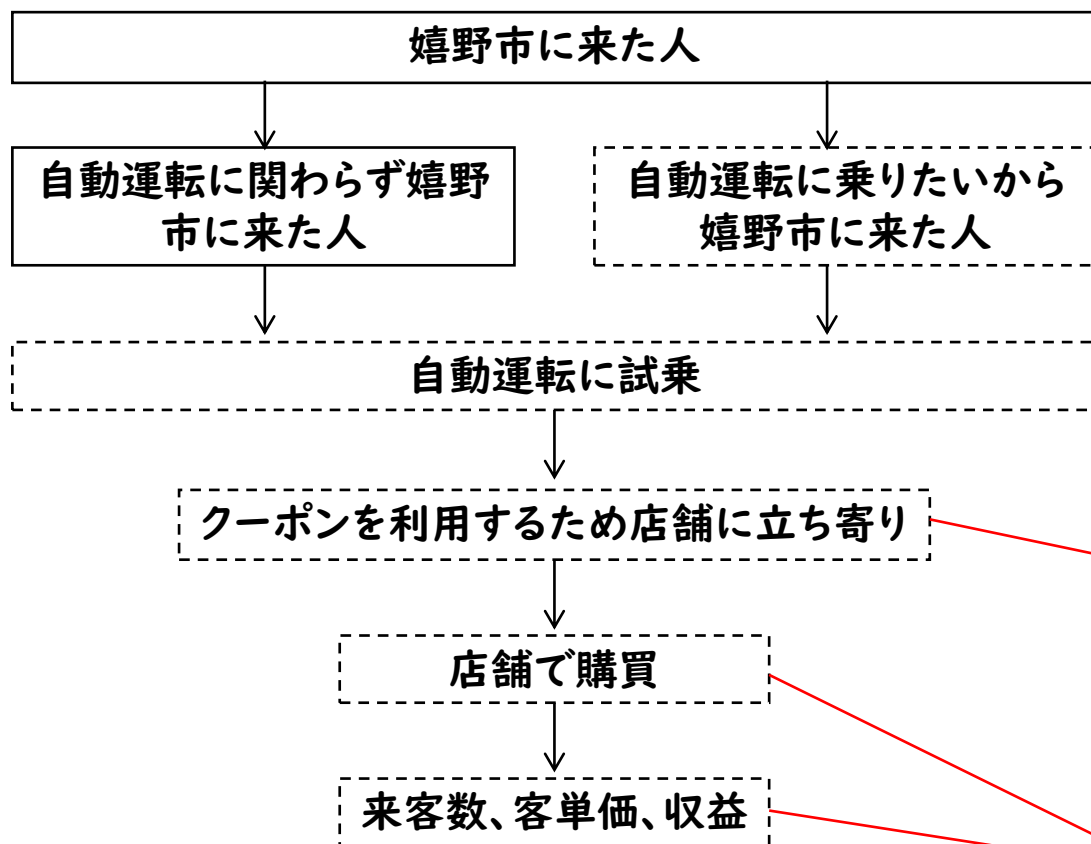 嬉野市に来た人
自動運転に関わらず嬉野
市に来た人
自動運転に乗りたいから
嬉野市に来た人
自動運転に試乗
クーポンを利用するため店舗に立ち寄り
店舗で購買
来客数、客単価、収益